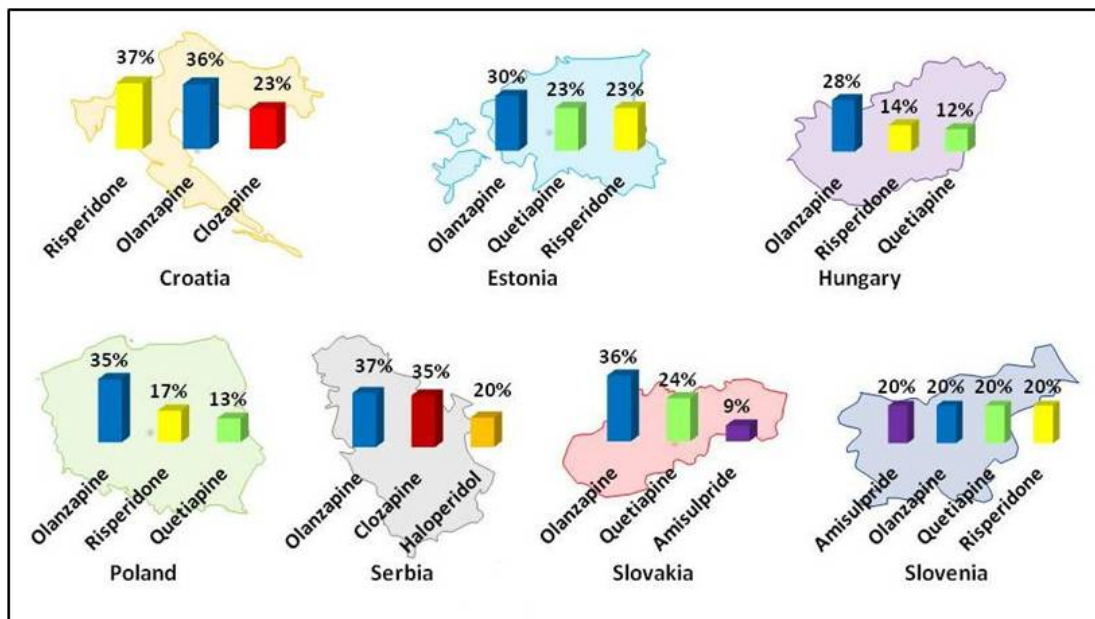 37% 36% 23%
Risperidone
Olanzapine
Clozapine
Croatia
30% 23% 23%
Olanzapine
Quetiapine
Risperidone
Estonia
28% 14% 12%
Olanzapine
Risperidone
Quetiapine
Hungary
35% 17% 13%
Olanzapine
Risperidone
Quetiapine
Poland
37% 35% 20%
Olanzapine
Clozapine
Haloperidol
Serbia
36% 24% 9%
Olanzapine
Quetiapine
Amisulpride
Slovakia
20% 20% 20% 20%
Amisulpride
Olanzapine
Quetiapine
Risperidone
Slovenia